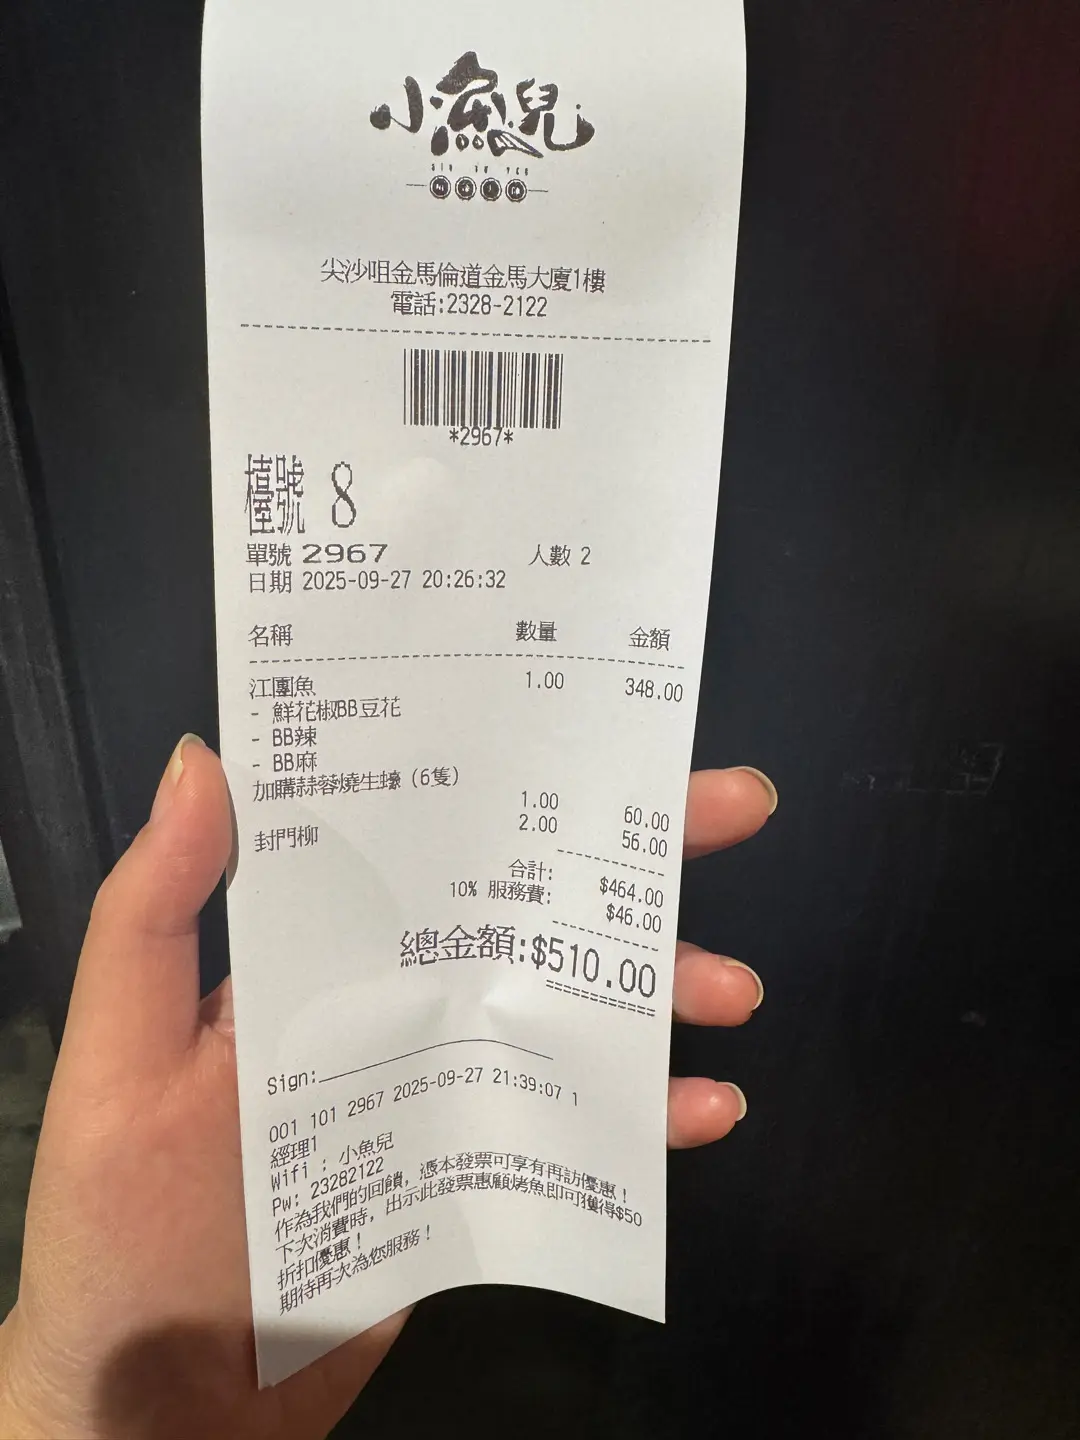 小魚兒
尖沙咀金馬倫道金馬大廈1樓
電話:2328-2122
*2967*
檯號 8
單號 2967 人數 2
日期 2025-09-27 20:26:32
名稱 數量 金額
江團魚 1.00 348.00
- 鮮花椒BB豆花
- BB辣
- BB麻
加購蒜蓉燒生蠔（6隻）
1.00 60.00
封門柳 2.00 56.00
合計: $464.00
10% 服務費: $46.00
總金額:$510.00
Sign:
001 101 2967 2025-09-27 21:39:07 1
經理1
Wifi : 小魚兒
Pw: 23282122
作為我們的回饋，憑本發票可享有再訪優惠！
下次消費時，出示此發票惠顧烤魚即可獲得$50
折扣優惠！
期待再次為您服務！